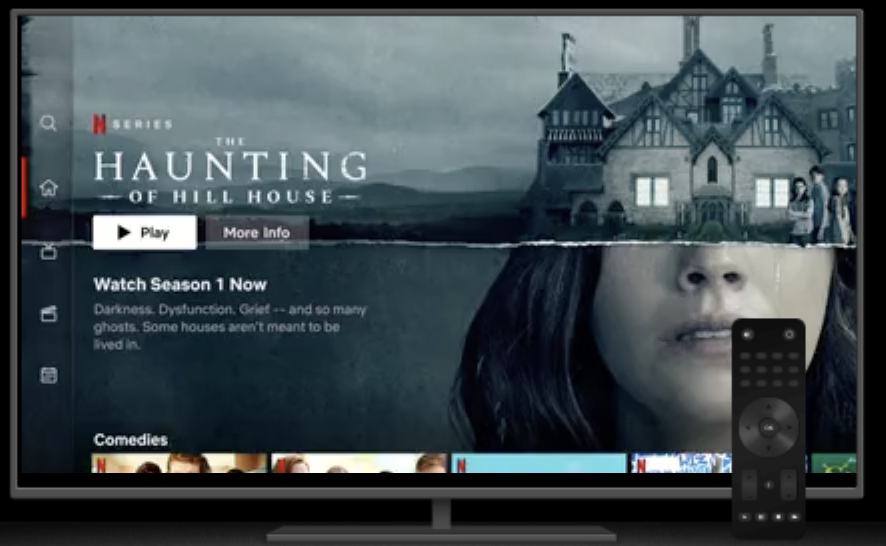 N SERIES
THE
HAUNTING
OF HILL HOUSE
Play
More Info
Watch Season 1 Now
Darkness. Dysfunction. Grief -- and so many
ghosts. Some houses aren't meant to be
lived in.
Comedies
N
N
N
N
OK